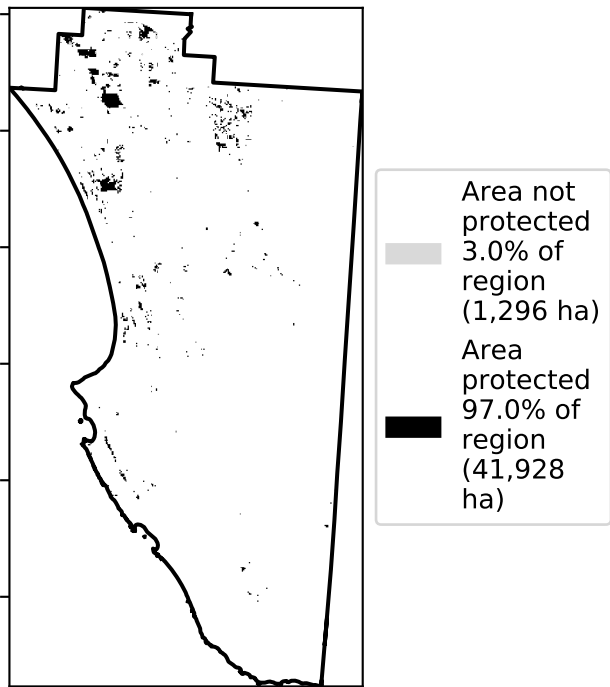 Area not
protected
3.0% of
region
(1,296 ha)
Area
protected
97.0% of
region
(41,928
ha)